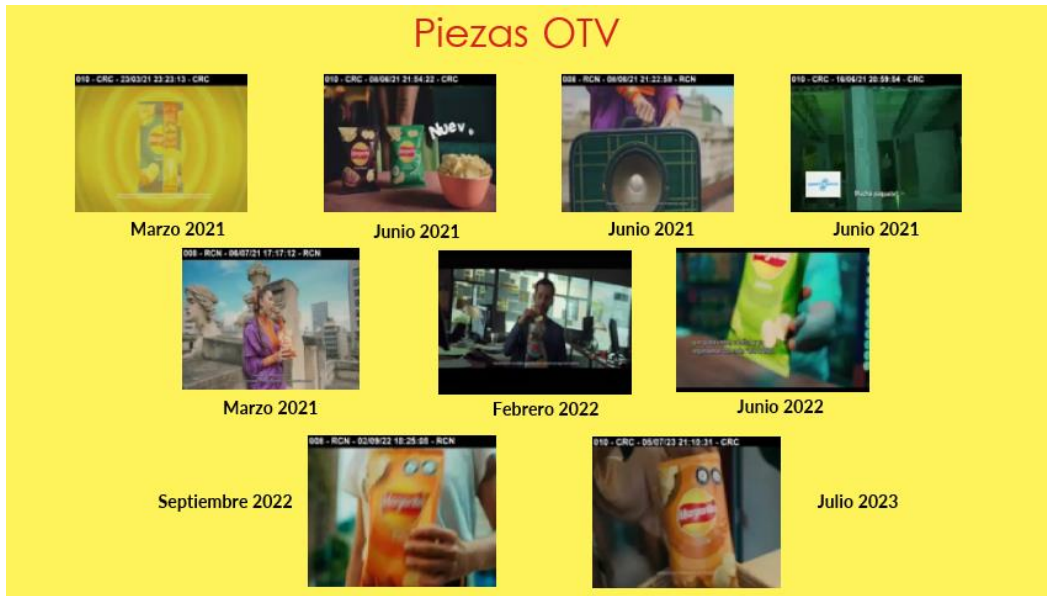 Piezas OTV
010 - CRC - 23/03/21 23:23:13 - CRC
010 - CRC - 08/06/21 21:54:22 - CRC
008 - RCN - 08/06/21 21:22:59 - RCN
010 - CRC - 16/06/21 20:59:54 - CRC
Nuev
Marzo 2021
Junio 2021
Junio 2021
Junio 2021
008 - RCN - 06/07/21 17:17:12 - RCN
Marzo 2021
Febrero 2022
Junio 2022
008 - RCN - 02/09/22 18:25:08 - RCN
010 - CRC - 05/07/23 21:10:31 - CRC
Margarita
Margarita
Septiembre 2022
Julio 2023